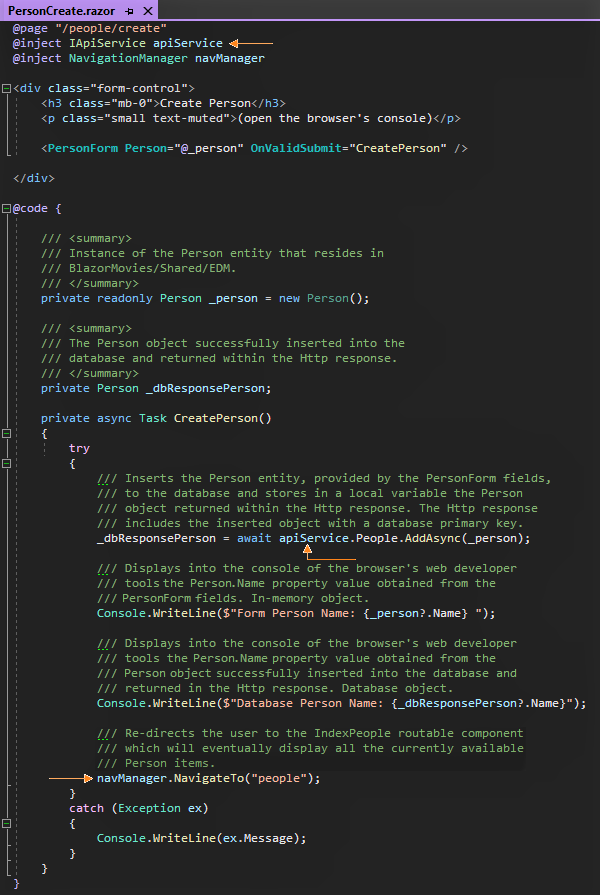 PersonCreate.razor
@page "/people/create"
@inject IApiService apiService
@inject NavigationManager navManager
<div class="form-control">
<h3 class="mb-0">Create Person</h3>
<p class="small text-muted">(open the browser's console)</p>
<PersonForm Person="@_person" OnValidSubmit="CreatePerson" />
</div>
@code {
/// <summary>
/// Instance of the Person entity that resides in
/// BlazorMovies/Shared/EDM.
/// </summary>
private readonly Person _person = new Person();
/// <summary>
/// The Person object successfully inserted into the
/// database and returned within the Http response.
/// </summary>
private Person _dbResponsePerson;
private async Task CreatePerson()
{
try
{
/// Inserts the Person entity, provided by the PersonForm fields,
/// to the database and stores in a local variable the Person
/// object returned within the Http response. The Http response
/// includes the inserted object with a database primary key.
_dbResponsePerson = await apiService.People.AddAsync(_person);
/// Displays into the console of the browser's web developer
/// tools the Person.Name property value obtained from the
/// PersonForm fields. In-memory object.
Console.WriteLine($"Form Person Name: {_person?.Name} ");
/// Displays into the console of the browser's web developer
/// tools the Person.Name property value obtained from the
/// Person object successfully inserted into the database and
/// returned in the Http response. Database object.
Console.WriteLine($"Database Person Name: {_dbResponsePerson?.Name}");
/// Re-directs the user to the IndexPeople routable component
/// which will eventually display all the currently available
/// Person items.
navManager.NavigateTo("people");
}
catch (Exception ex)
{
Console.WriteLine(ex.Message);
}
}
}